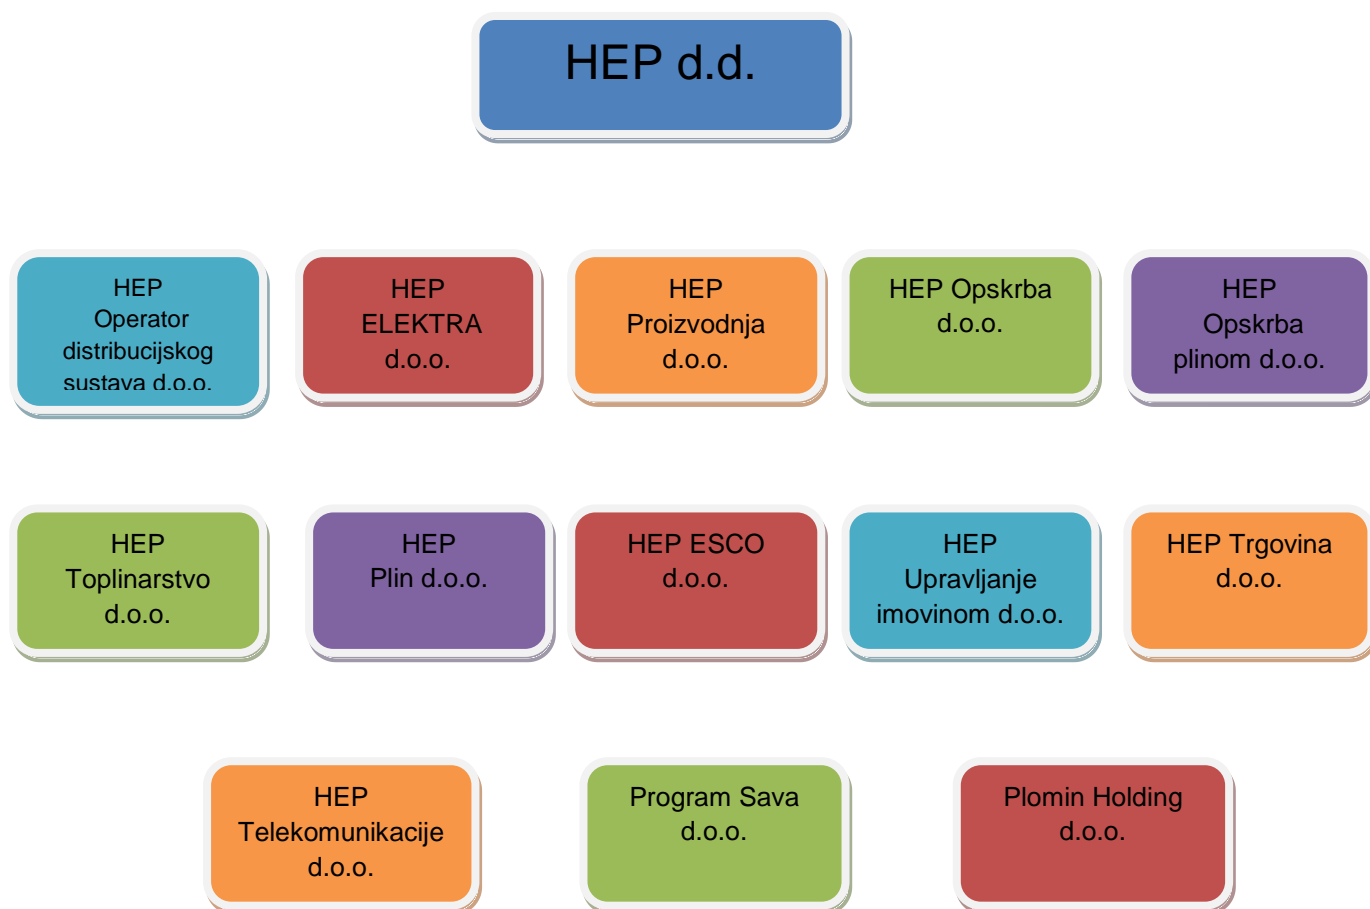 HEP d.d.
HEP
Operator
distribucijskog
sustava d.o.o.
HEP
ELEKTRA
d.o.o.
HEP
Proizvodnja
d.o.o.
HEP Opskrba
d.o.o.
HEP
Opskrba
plinom d.o.o.
HEP
Toplinarstvo
d.o.o.
HEP
Plin d.o.o.
HEP ESCO
d.o.o.
HEP
Upravljanje
imovinom d.o.o.
HEP Trgovina
d.o.o.
HEP
Telekomunikacije
d.o.o.
Program Sava
d.o.o.
Plomin Holding
d.o.o.